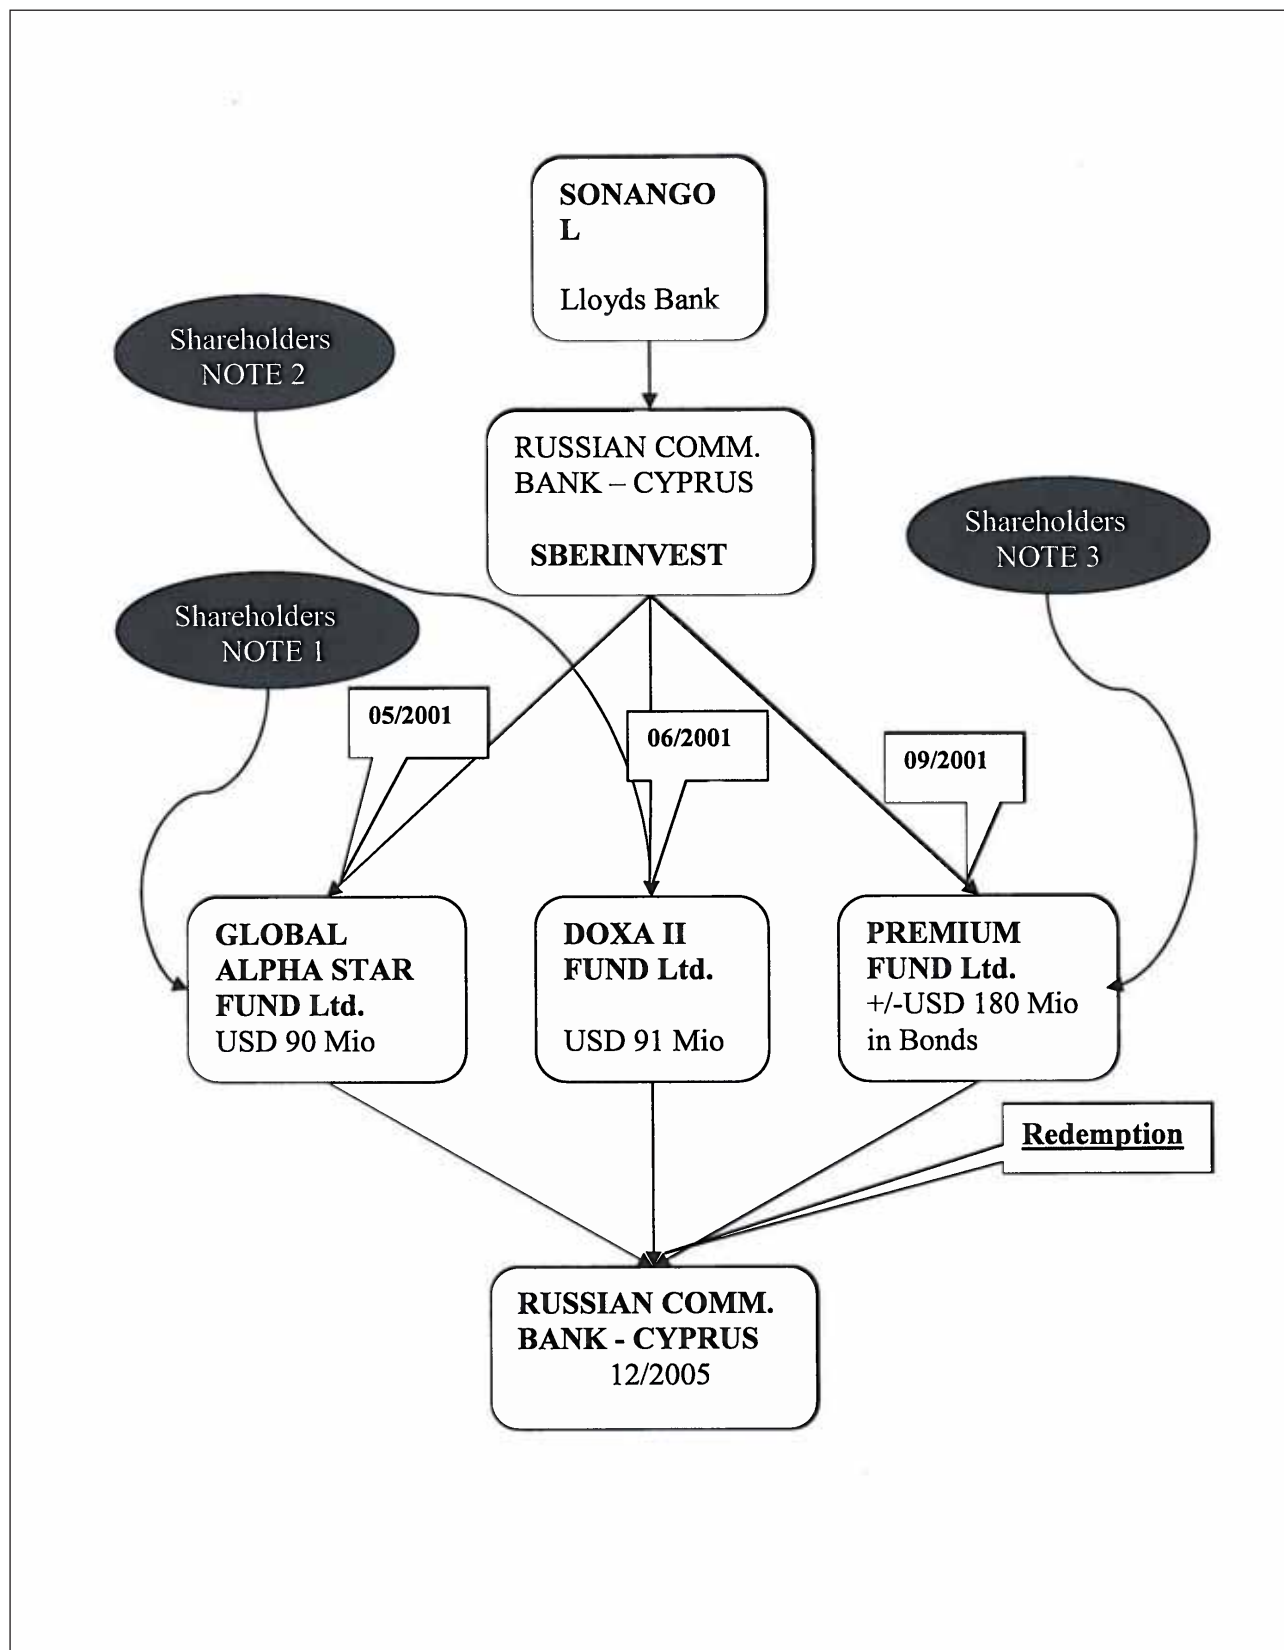 SONANGO
L
Lloyds Bank
Shareholders
NOTE 2
RUSSIAN COMM.
BANK – CYPRUS
SBERINVEST
Shareholders
NOTE 3
Shareholders
NOTE 1
05/2001
06/2001
09/2001
GLOBAL
ALPHA STAR
FUND Ltd.
USD 90 Mio
DOXA II
FUND Ltd.
USD 91 Mio
PREMIUM
FUND Ltd.
+/-USD 180 Mio
in Bonds
Redemption
RUSSIAN COMM.
BANK - CYPRUS
12/2005